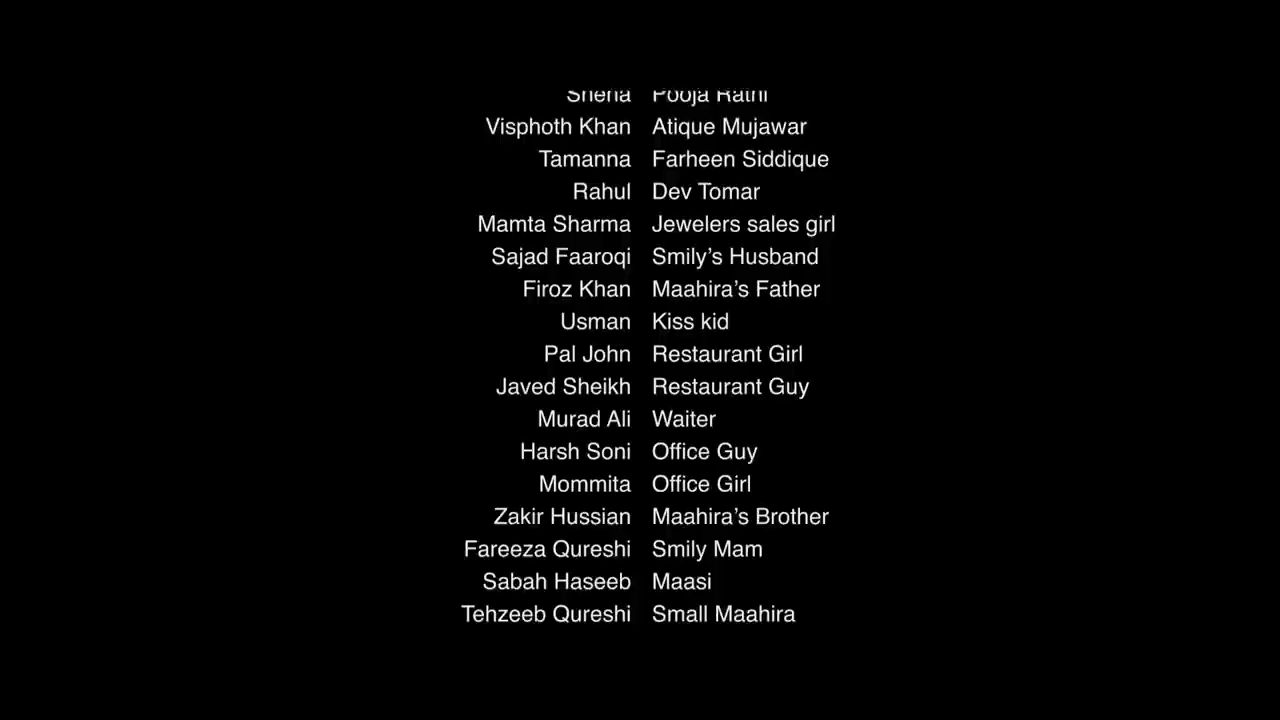 Pooja Rathi
Visphoth Khan Atique Mujawar
Tamanna Farheen Siddique
Rahul Dev Tomar
Mamta Sharma Jewelers sales girl
Sajad Faaroqi Smily’s Husband
Firoz Khan Maahira’s Father
Usman Kiss kid
Pal John Restaurant Girl
Javed Sheikh Restaurant Guy
Murad Ali Waiter
Harsh Soni Office Guy
Mommita Office Girl
Zakir Hussian Maahira’s Brother
Fareeza Qureshi Smily Mam
Sabah Haseeb Maasi
Tehzeeb Qureshi Small Maahira